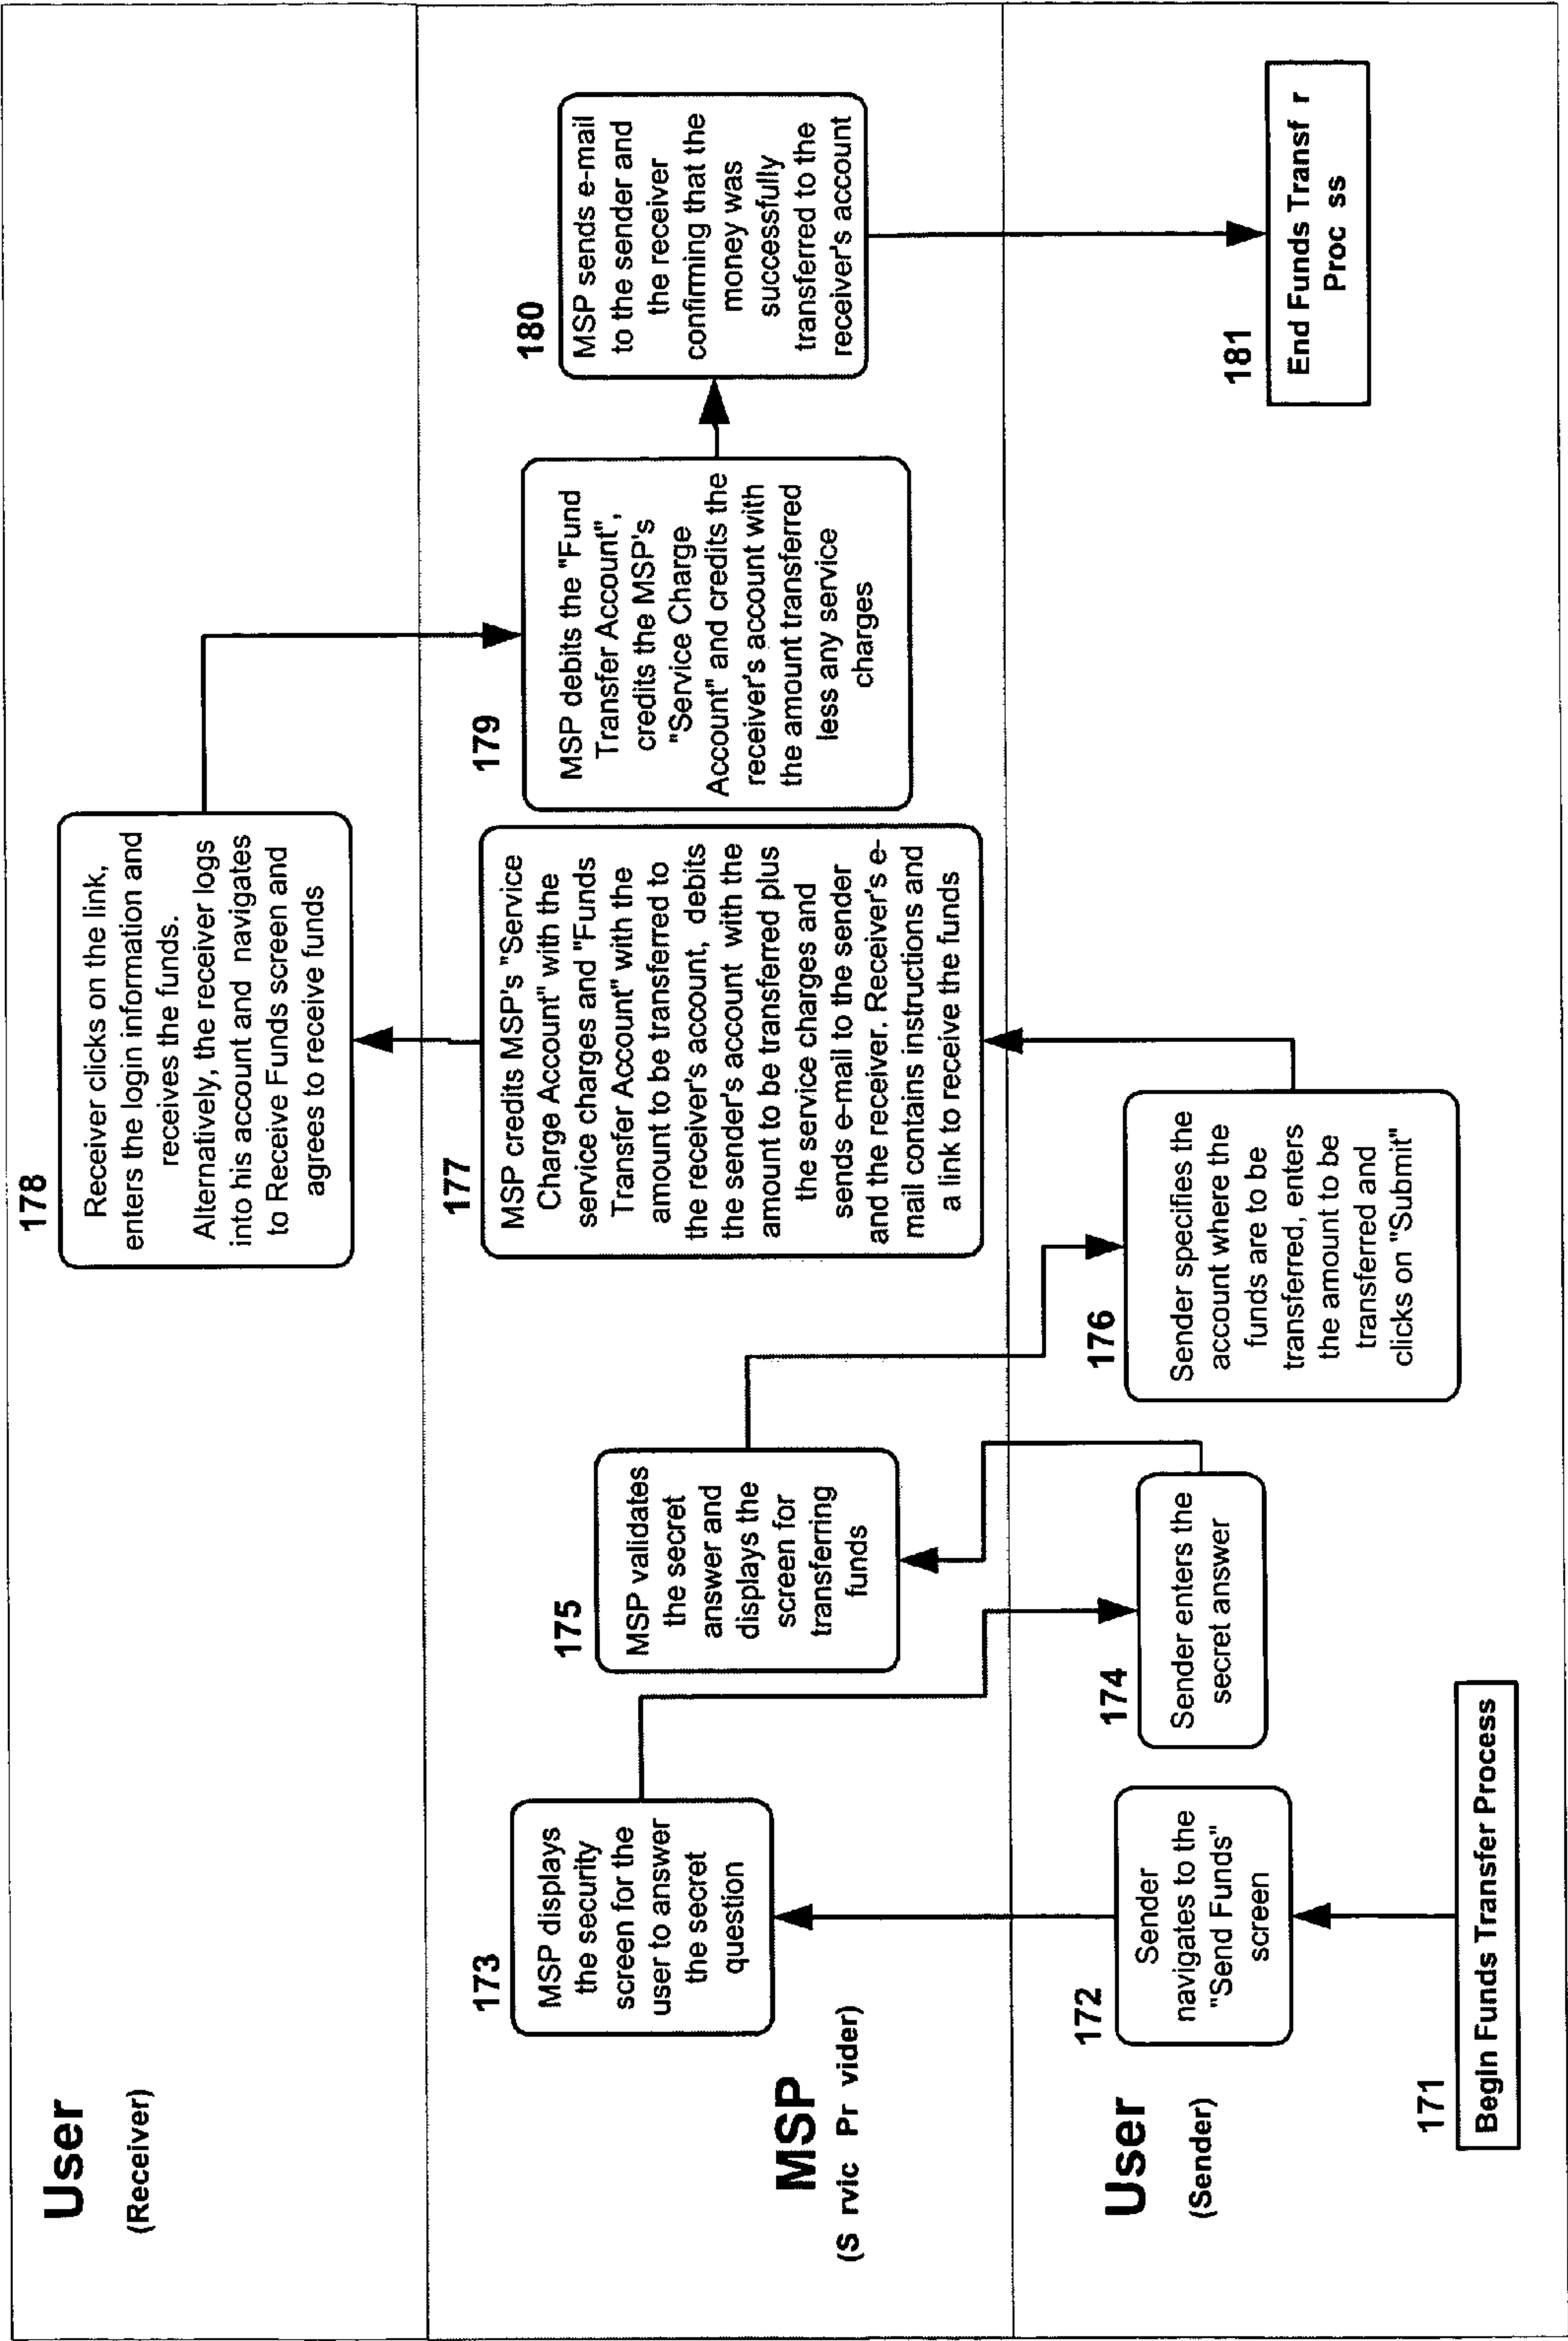 User
(Receiver)
178
Receiver clicks on the link,
enters the login information and
receives the funds.
Alternatively, the receiver logs
into his account and navigates
to Receive Funds screen and
agrees to receive funds
MSP
(S rvic Pr vider)
173
MSP displays
the security
screen for the
user to answer
the secret
question
175
MSP validates
the secret
answer and
displays the
screen for
transferring
funds
177
MSP credits MSP's "Service
Charge Account" with the
service charges and "Funds
Transfer Account" with the
amount to be transferred to
the receiver's account, debits
the sender's account with the
amount to be transferred plus
the service charges and
sends e-mail to the sender
and the receiver. Receiver's e-
mail contains instructions and
a link to receive the funds
179
MSP debits the "Fund
Transfer Account",
credits the MSP's
"Service Charge
Account" and credits the
receiver's account with
the amount transferred
less any service
charges
180
MSP sends e-mail
to the sender and
the receiver
confirming that the
money was
successfully
transferred to the
receiver's account
User
(Sender)
171
Begin Funds Transfer Process
172
Sender
navigates to the
"Send Funds"
screen
174
Sender enters the
secret answer
176
Sender specifies the
account where the
funds are to be
transferred, enters
the amount to be
transferred and
clicks on "Submit"
181
End Funds Transf r
Proc ss